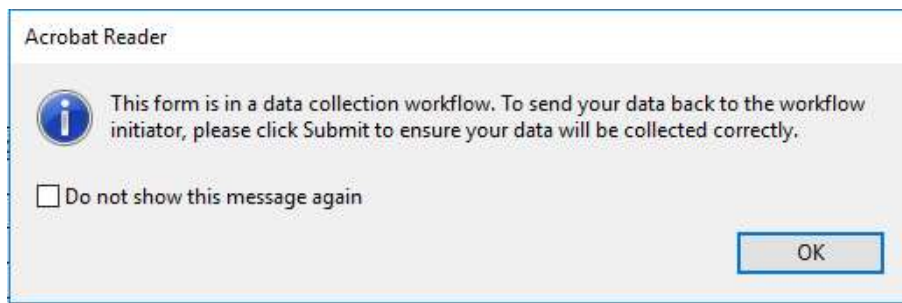 Acrobat Reader
This form is in a data collection workflow. To send your data back to the workflow
initiator, please click Submit to ensure your data will be collected correctly.
Do not show this message again
OK